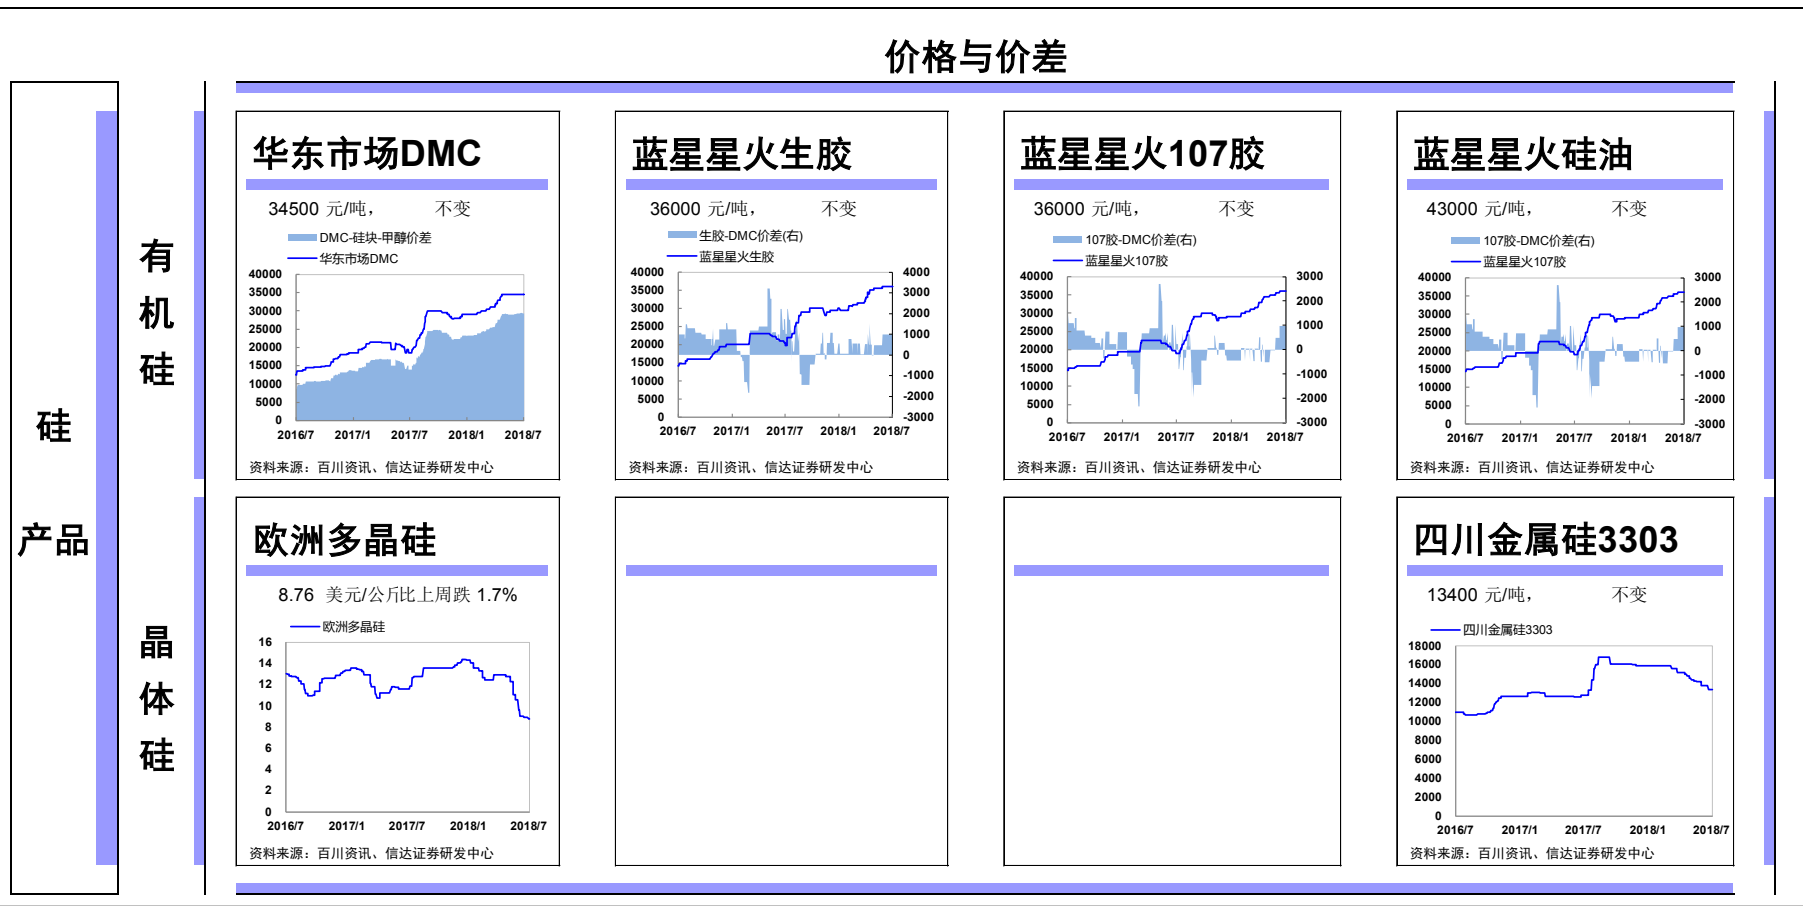 价格与价差
硅
产品
有
机
硅
晶
体
硅
华东市场DMC
34500 元/吨， 不变
DMC-硅块-甲醇价差
华东市场DMC
40000
35000
30000
25000
20000
15000
10000
5000
0
2016/7 2017/1 2017/7 2018/1 2018/7
资料来源：百川资讯、信达证券研发中心
蓝星星火生胶
36000 元/吨， 不变
生胶-DMC价差(右)
蓝星星火生胶
40000 4000
35000 3000
30000 2000
25000 1000
20000 0
15000 -1000
10000 -2000
5000 -3000
0
2016/7 2017/1 2017/7 2018/1 2018/7
资料来源：百川资讯、信达证券研发中心
蓝星星火107胶
36000 元/吨， 不变
107胶-DMC价差(右)
蓝星星火107胶
40000 3000
35000 2000
30000 1000
25000 0
20000 -1000
15000 -2000
10000 -3000
5000
0
2016/7 2017/1 2017/7 2018/1 2018/7
资料来源：百川资讯、信达证券研发中心
蓝星星火硅油
43000 元/吨， 不变
107胶-DMC价差(右)
蓝星星火107胶
40000 3000
35000 2000
30000 1000
25000 0
20000 -1000
15000 -2000
10000 -3000
5000
0
2016/7 2017/1 2017/7 2018/1 2018/7
资料来源：百川资讯、信达证券研发中心
欧洲多晶硅
8.76 美元/公斤比上周跌 1.7%
欧洲多晶硅
16
14
12
10
8
6
4
2
0
2016/7 2017/1 2017/7 2018/1 2018/7
资料来源：百川资讯、信达证券研发中心
四川金属硅3303
13400 元/吨， 不变
四川金属硅3303
18000
16000
14000
12000
10000
8000
6000
4000
2000
0
2016/7 2017/1 2017/7 2018/1 2018/7
资料来源：百川资讯、信达证券研发中心